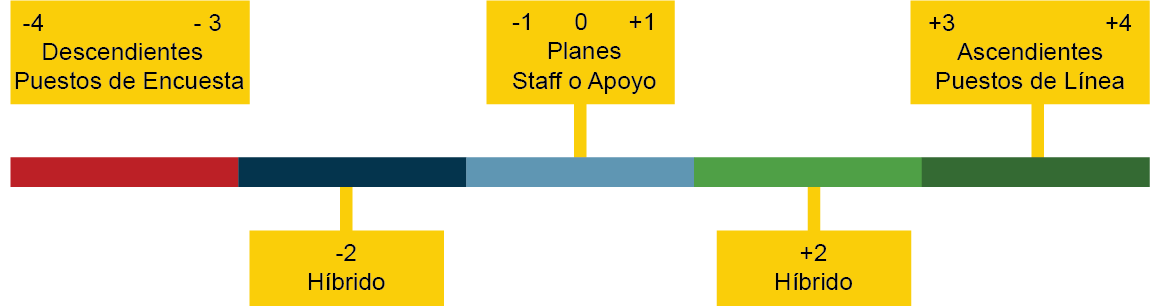 -4 - 3
Descendientes
Puestos de Encuesta
-1 0 +1
Planes
Staff o Apoyo
+3 +4
Ascendientes
Puestos de Línea
-2
Híbrido
+2
Híbrido